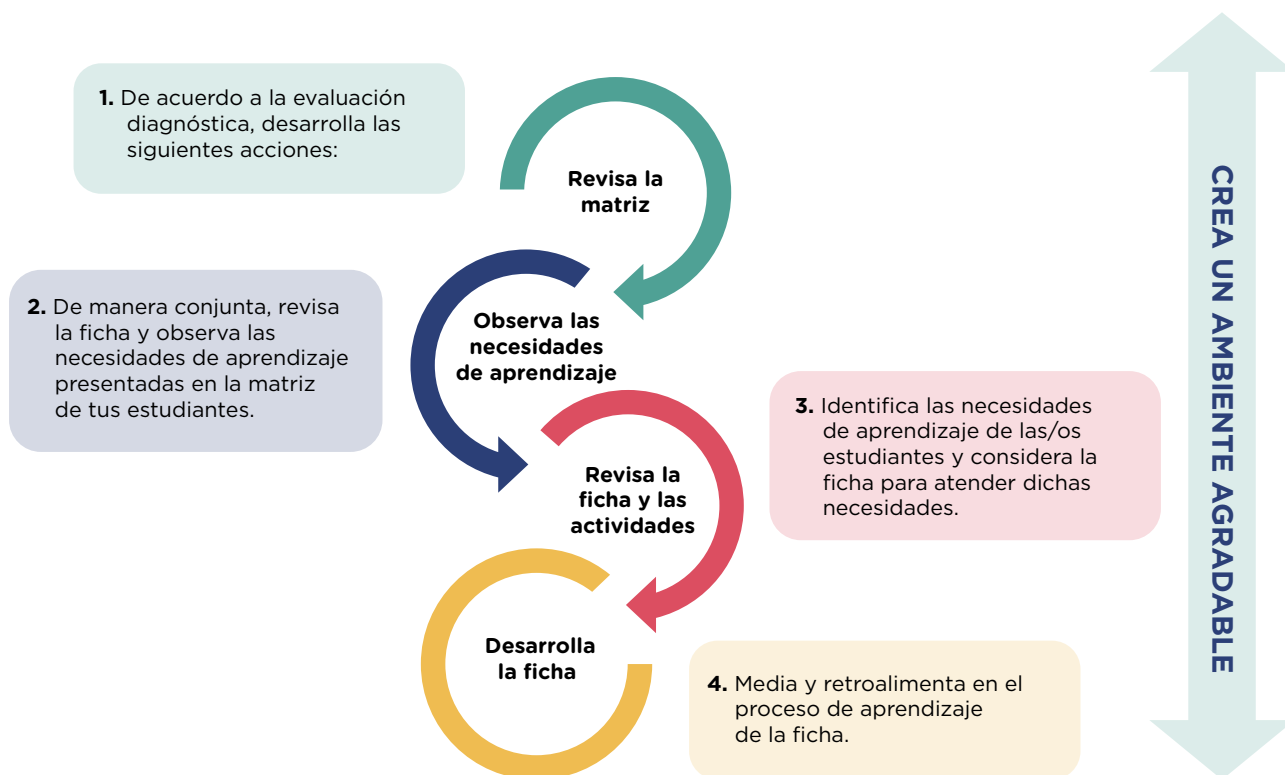 1. De acuerdo a la evaluación
diagnóstica, desarrolla las
siguientes acciones:
Revisa la
matriz
2. De manera conjunta, revisa
la ficha y observa las
necesidades de aprendizaje
presentadas en la matriz
de tus estudiantes.
Observa las
necesidades
de aprendizaje
3. Identifica las necesidades
de aprendizaje de las/os
estudiantes y considera la
ficha para atender dichas
necesidades.
Revisa la
ficha y las
actividades
Desarrolla
la ficha
4. Media y retroalimenta en el
proceso de aprendizaje
de la ficha.
CREA UN AMBIENTE AGRADABLE